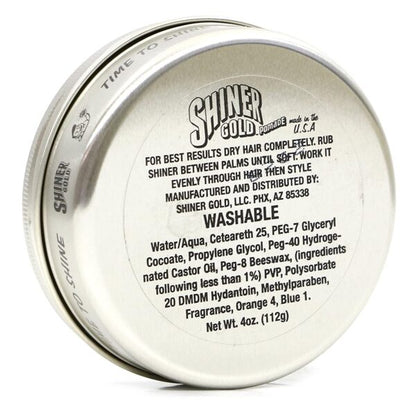 TIME TO SHINE
SHINER
GOLD
SHINER
GOLD
POMADE made in the
U.S.A
FOR BEST RESULTS DRY HAIR COMPLETELY. RUB
SHINER BETWEEN PALMS UNTIL SOFT. WORK IT
EVENLY THROUGH HAIR THEN STYLE
MANUFACTURED AND DISTRIBUTED BY:
SHINER GOLD, LLC. PHX, AZ 85338
WASHABLE
Water/Aqua, Ceteareth 25, PEG-7 Glyceryl
Cocoate, Propylene Glycol, Peg-40 Hydroge-
nated Castor Oil, Peg-8 Beeswax, (ingredients
following less than 1%) PVP, Polysorbate
20 DMDM Hydantoin, Methylparaben,
Fragrance, Orange 4, Blue 1.
Net Wt. 4oz. (112g)
TO SHINE